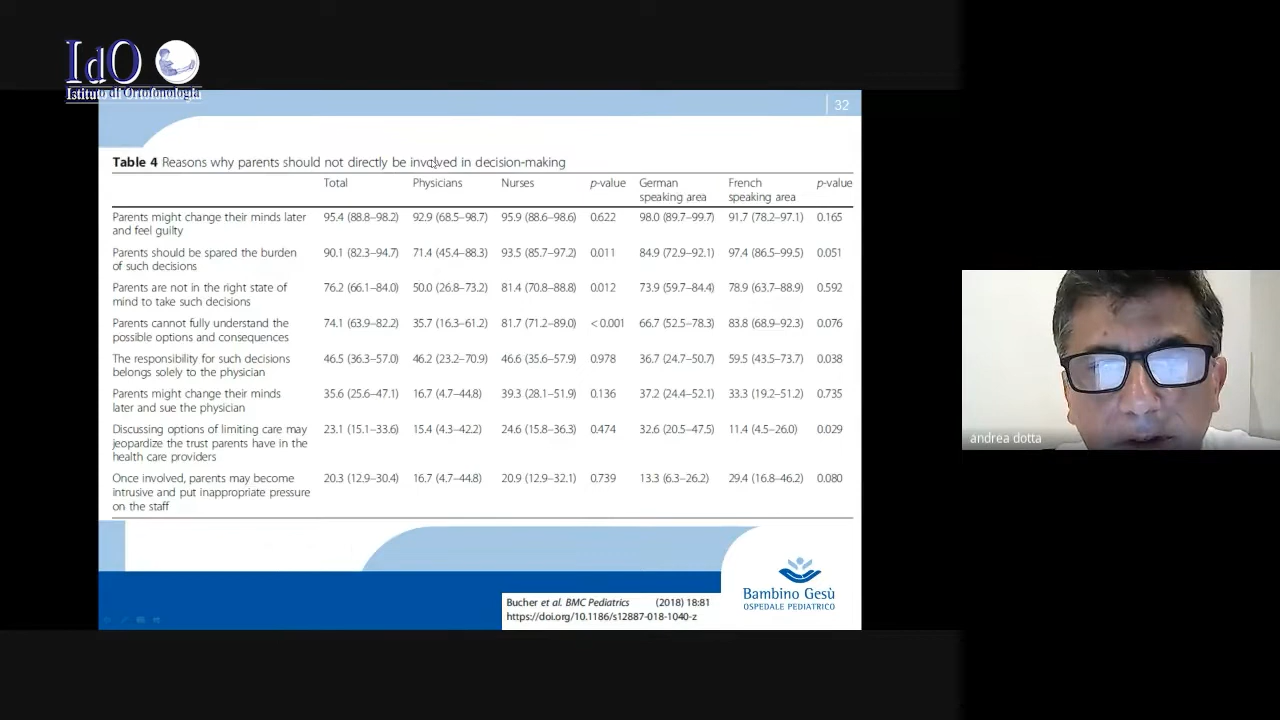 IdO
Istituto di Ortofonologia
32
Table 4 Reasons why parents should not directly be involved in decision-making
Total Physicians Nurses p-value German speaking area French speaking area p-value
Parents might change their minds later and feel guilty 95.4 (88.8–98.2) 92.9 (68.5–98.7) 95.9 (88.6–98.6) 0.622 98.0 (89.7–99.7) 91.7 (78.2–97.1) 0.165
Parents should be spared the burden of such decisions 90.1 (82.3–94.7) 71.4 (45.4–88.3) 93.5 (85.7–97.2) 0.011 84.9 (72.9–92.1) 97.4 (86.5–99.5) 0.051
Parents are not in the right state of mind to take such decisions 76.2 (66.1–84.0) 50.0 (26.8–73.2) 81.4 (70.8–88.8) 0.012 73.9 (59.7–84.4) 78.9 (63.7–88.9) 0.592
Parents cannot fully understand the possible options and consequences 74.1 (63.9–82.2) 35.7 (16.3–61.2) 81.7 (71.2–89.0) <0.001 66.7 (52.5–78.3) 83.8 (68.9–92.3) 0.076
The responsibility for such decisions belongs solely to the physician 46.5 (36.3–57.0) 46.2 (23.2–70.9) 46.6 (35.6–57.9) 0.978 36.7 (24.7–50.7) 59.5 (43.5–73.7) 0.038
Parents might change their minds later and sue the physician 35.6 (25.6–47.1) 16.7 (4.7–44.8) 39.3 (28.1–51.9) 0.136 37.2 (24.4–52.1) 33.3 (19.2–51.2) 0.735
Discussing options of limiting care may jeopardize the trust parents have in the health care providers 23.1 (15.1–33.6) 15.4 (4.3–42.2) 24.6 (15.8–36.3) 0.474 32.6 (20.5–47.5) 11.4 (4.5–26.0) 0.029
Once involved, parents may become intrusive and put inappropriate pressure on the staff 20.3 (12.9–30.4) 16.7 (4.7–44.8) 20.9 (12.9–32.1) 0.739 13.3 (6.3–26.2) 29.4 (16.8–46.2) 0.080
Bucher et al. BMC Pediatrics (2018) 18:81
https://doi.org/10.1186/s12887-018-1040-z
Bambino Gesù
OSPEDALE PEDIATRICO
andrea dotta